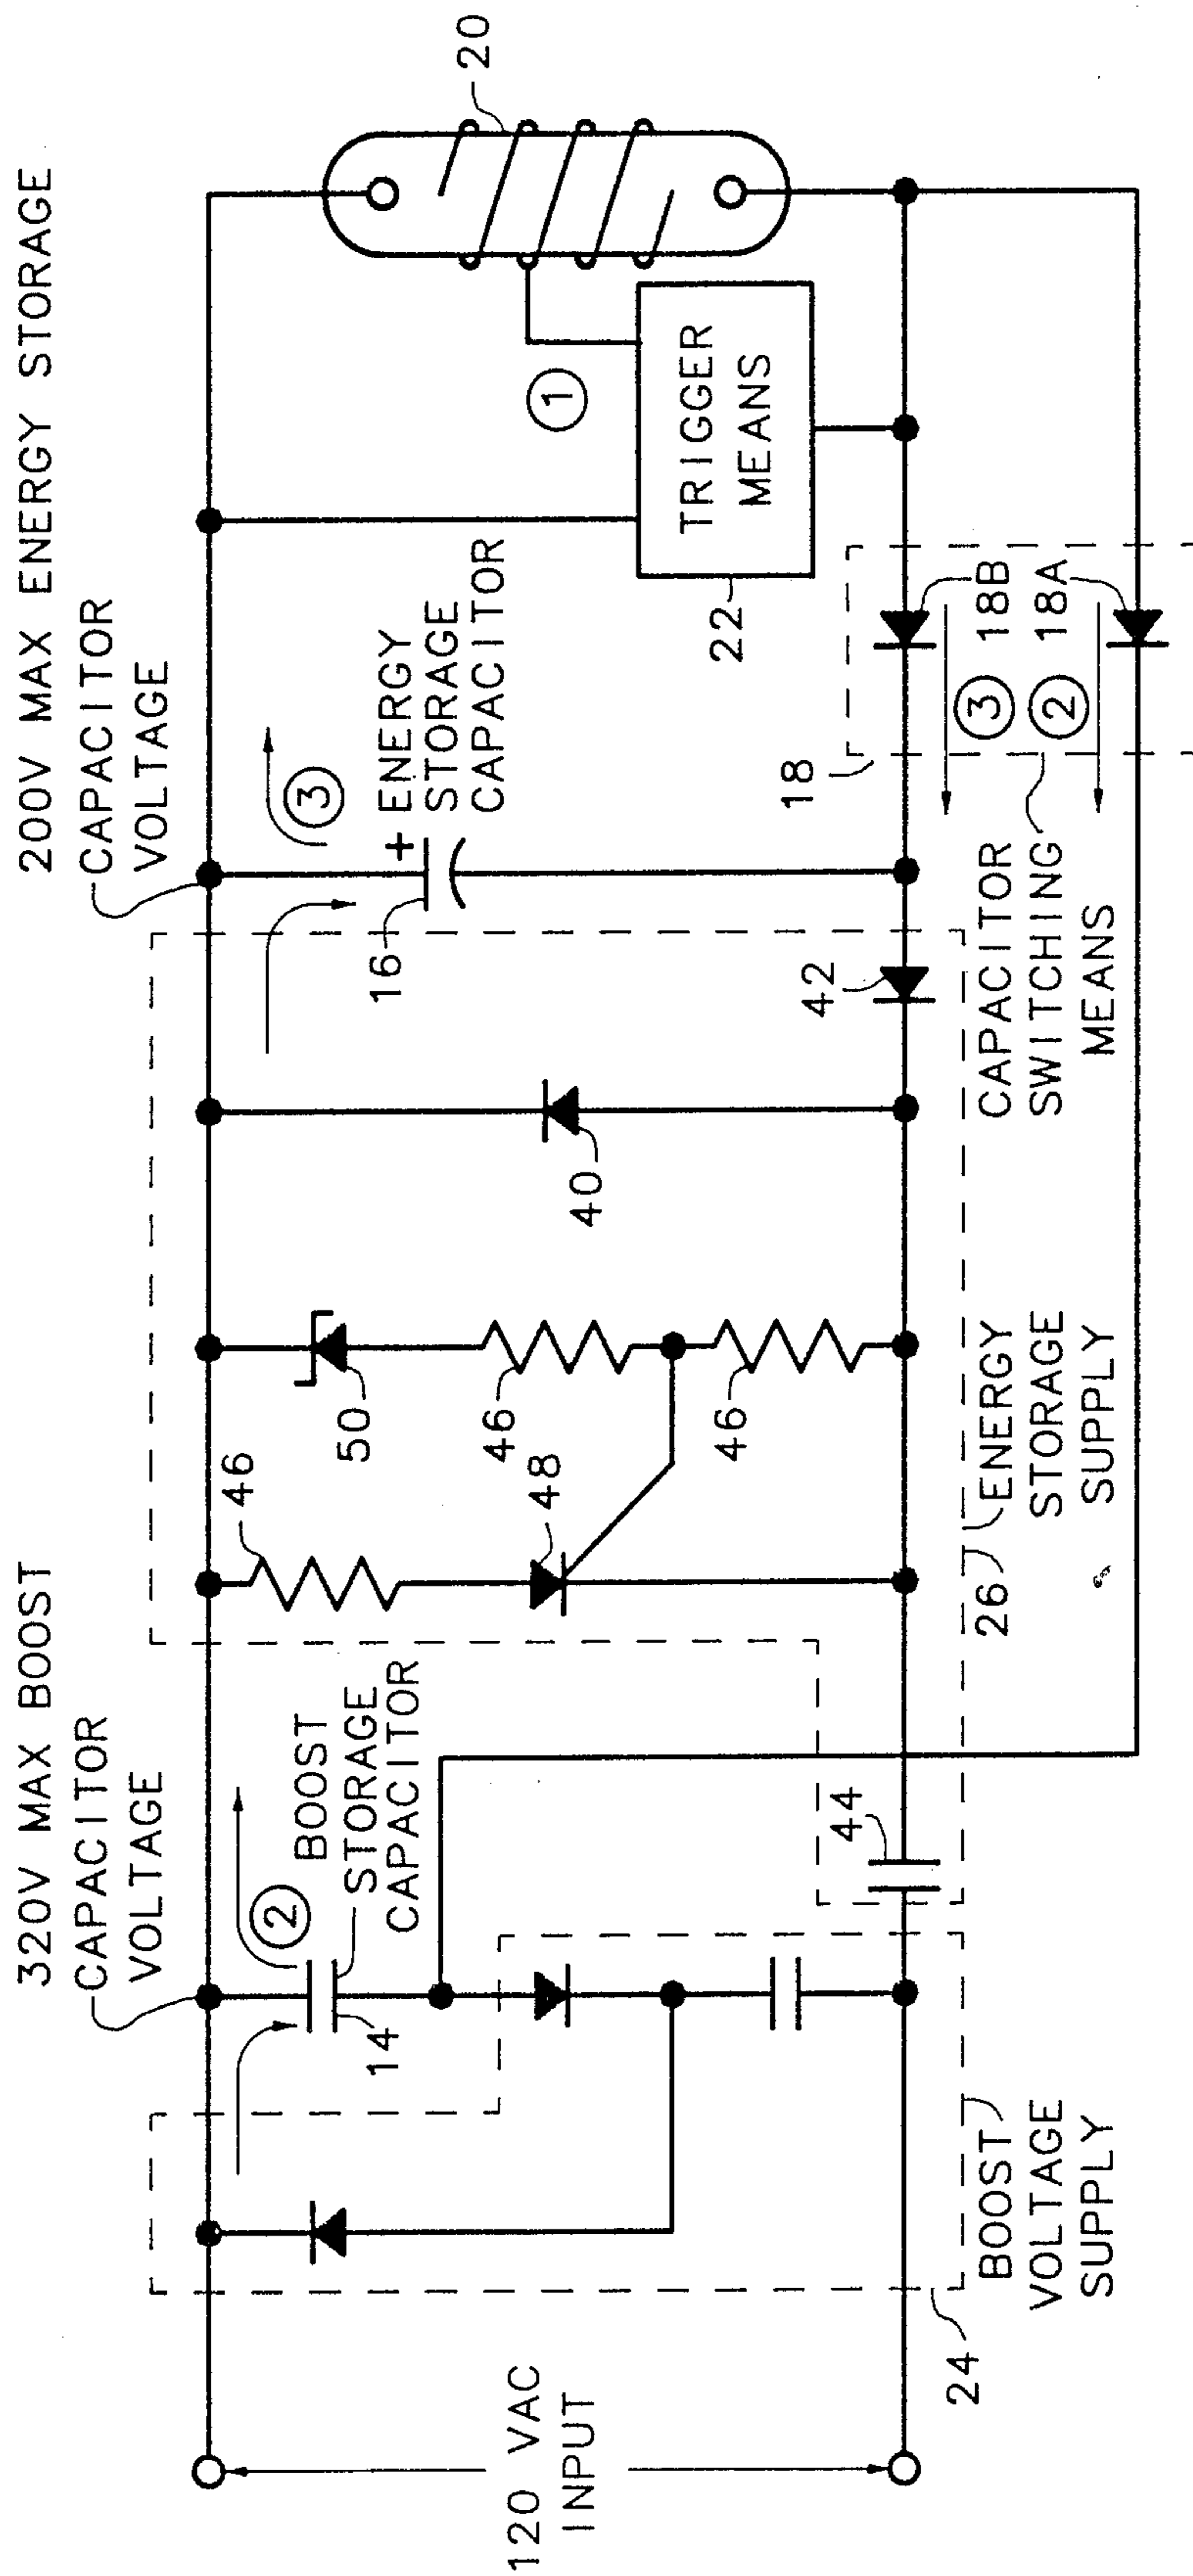 320V MAX BOOST
CAPACITOR
VOLTAGE
200V MAX ENERGY STORAGE
CAPACITOR
VOLTAGE
120 VAC
INPUT
2
BOOST
STORAGE
CAPACITOR
14
46
48
50
46
46
40
16
3
+ ENERGY
STORAGE
CAPACITOR
1
TRIGGER
MEANS
22
20
44
42
18
18B
3
18A
2
24
BOOST
VOLTAGE
SUPPLY
26
ENERGY
STORAGE
SUPPLY
CAPACITOR
SWITCHING
MEANS